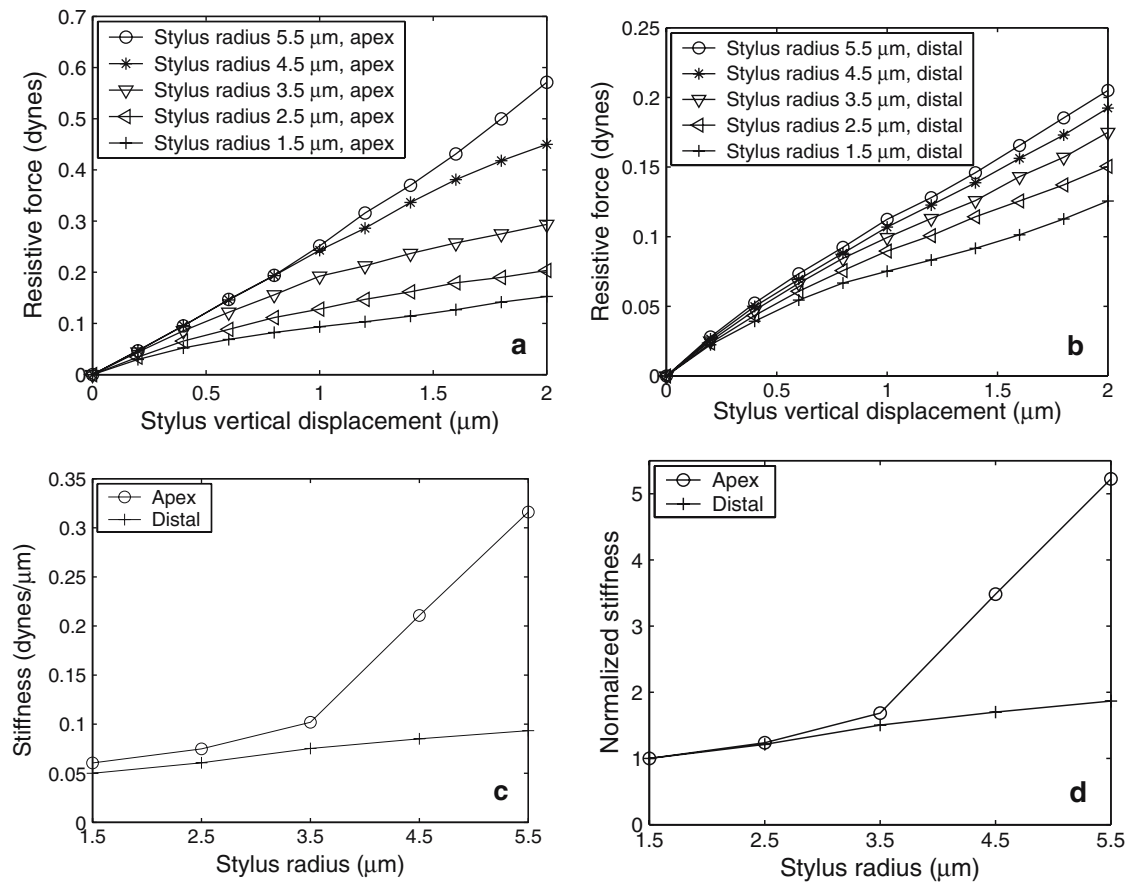 0.7
0.6
0.5
0.4
0.3
0.2
0.1
0
Resistive force (dynes)
Stylus radius 5.5 μm, apex
Stylus radius 4.5 μm, apex
Stylus radius 3.5 μm, apex
Stylus radius 2.5 μm, apex
Stylus radius 1.5 μm, apex
a
0 0.5 1.0 1.5 2
Stylus vertical displacement (μm)
0.25
0.20
0.15
0.1
0.05
0
Resistive force (dynes)
Stylus radius 5.5 μm, distal
Stylus radius 4.5 μm, distal
Stylus radius 3.5 μm, distal
Stylus radius 2.5 μm, distal
Stylus radius 1.5 μm, distal
b
0 0.5 1.0 1.5 2
Stylus vertical displacement (μm)
0.35
0.3
0.25
0.2
0.15
0.1
0.05
0
Stiffness (dynes/μm)
Apex
Distal
c
1.5 2.5 3.5 4.5 5.5
Stylus radius (μm)
5
4
3
2
1
0
Normalized stiffness
Apex
Distal
d
1.5 2.5 3.5 4.5 5.5
Stylus radius (μm)